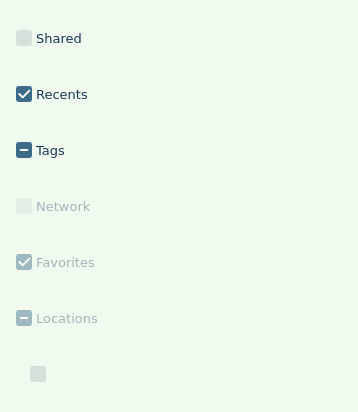 Shared
Recents
Tags
Network
Favorites
Locations